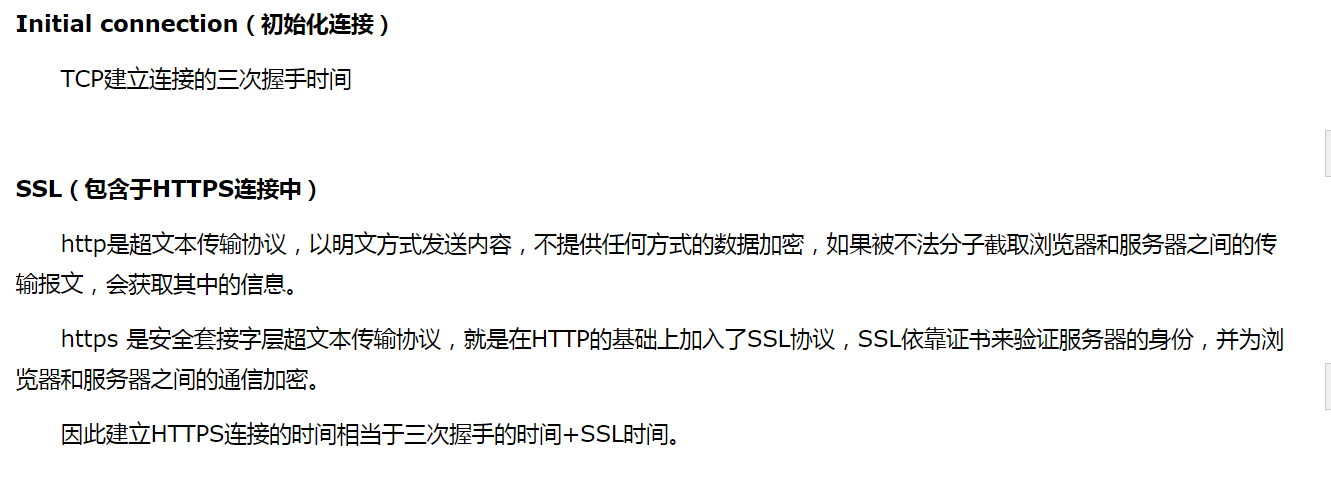 Initial connection（初始化连接）
TCP建立连接的三次握手时间
SSL（包含于HTTPS连接中）
http是超文本传输协议，以明文方式发送内容，不提供任何方式的数据加密，如果被不法分子截取浏览器和服务器之间的传
输报文，会获取其中的信息。
https 是安全套接字层超文本传输协议，就是在HTTP的基础上加入了SSL协议，SSL依靠证书来验证服务器的身份，并为浏
览器和服务器之间的通信加密。
因此建立HTTPS连接的时间相当于三次握手的时间+SSL时间。